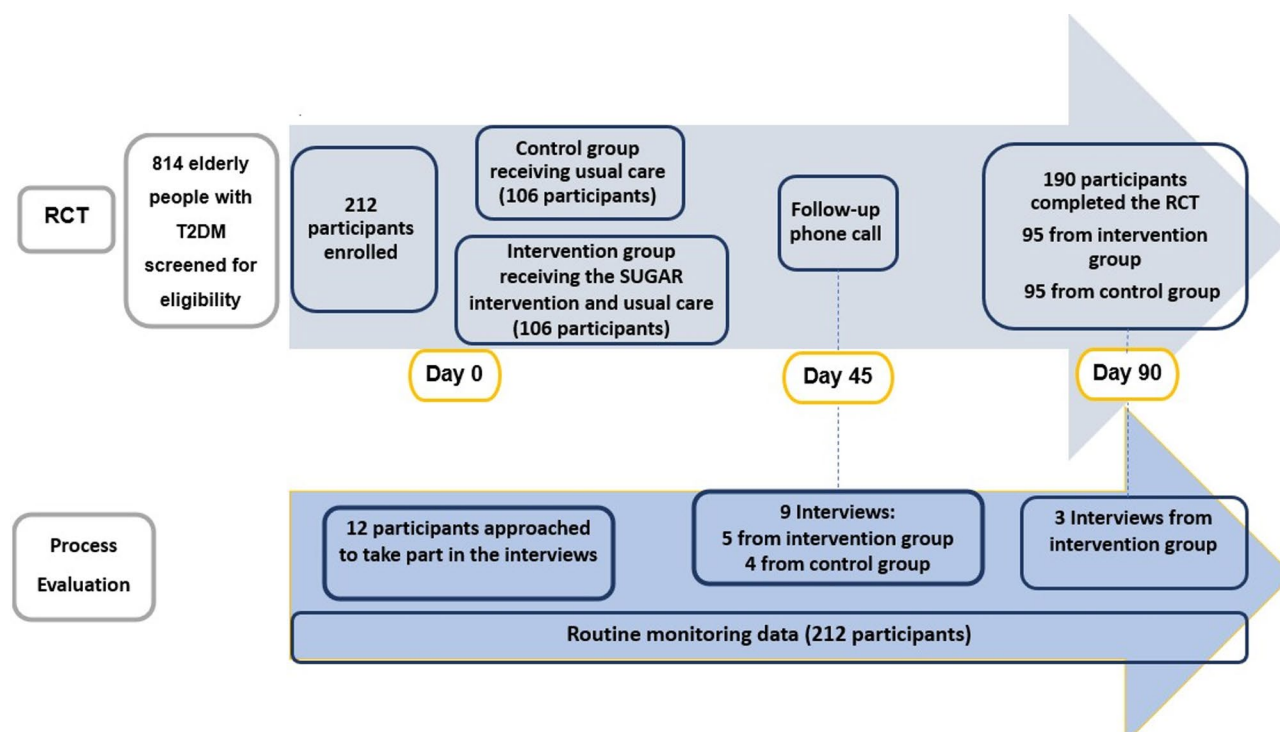 RCT
814 elderly
people with
T2DM
screened for
eligibility
212
participants
enrolled
Control group
receiving usual care
(106 participants)
Intervention group
receiving the SUGAR
intervention and usual care
(106 participants)
Follow-up
phone call
190 participants
completed the RCT
95 from intervention
group
95 from control group
Day 0
Day 45
Day 90
Process
Evaluation
12 participants approached
to take part in the interviews
9 Interviews:
5 from intervention group
4 from control group
3 Interviews from
intervention group
Routine monitoring data (212 participants)